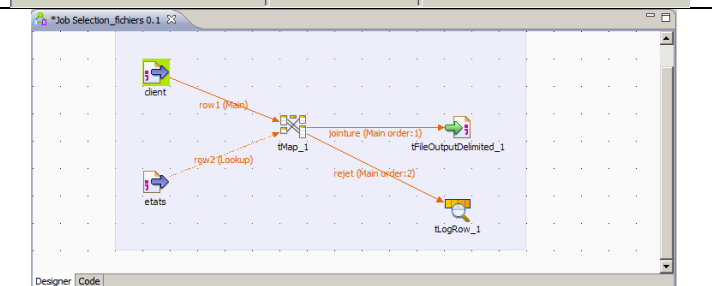 *Job Selection_fichiers 0.1
client
row1 (Main)
tMap_1
jointure (Main order:1)
tFileOutputDelimited_1
row2 (Lookup)
rejet (Main order:2)
etats
tLogRow_1
Designer Code